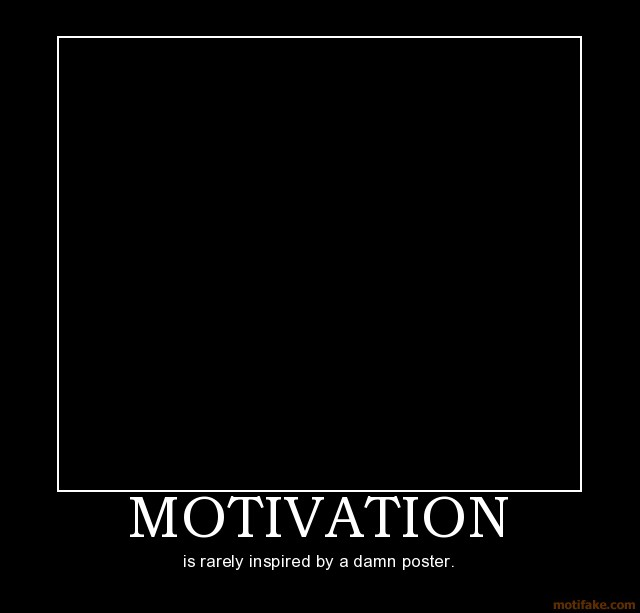 MOTIVATION
is rarely inspired by a damn poster.
motifake.com